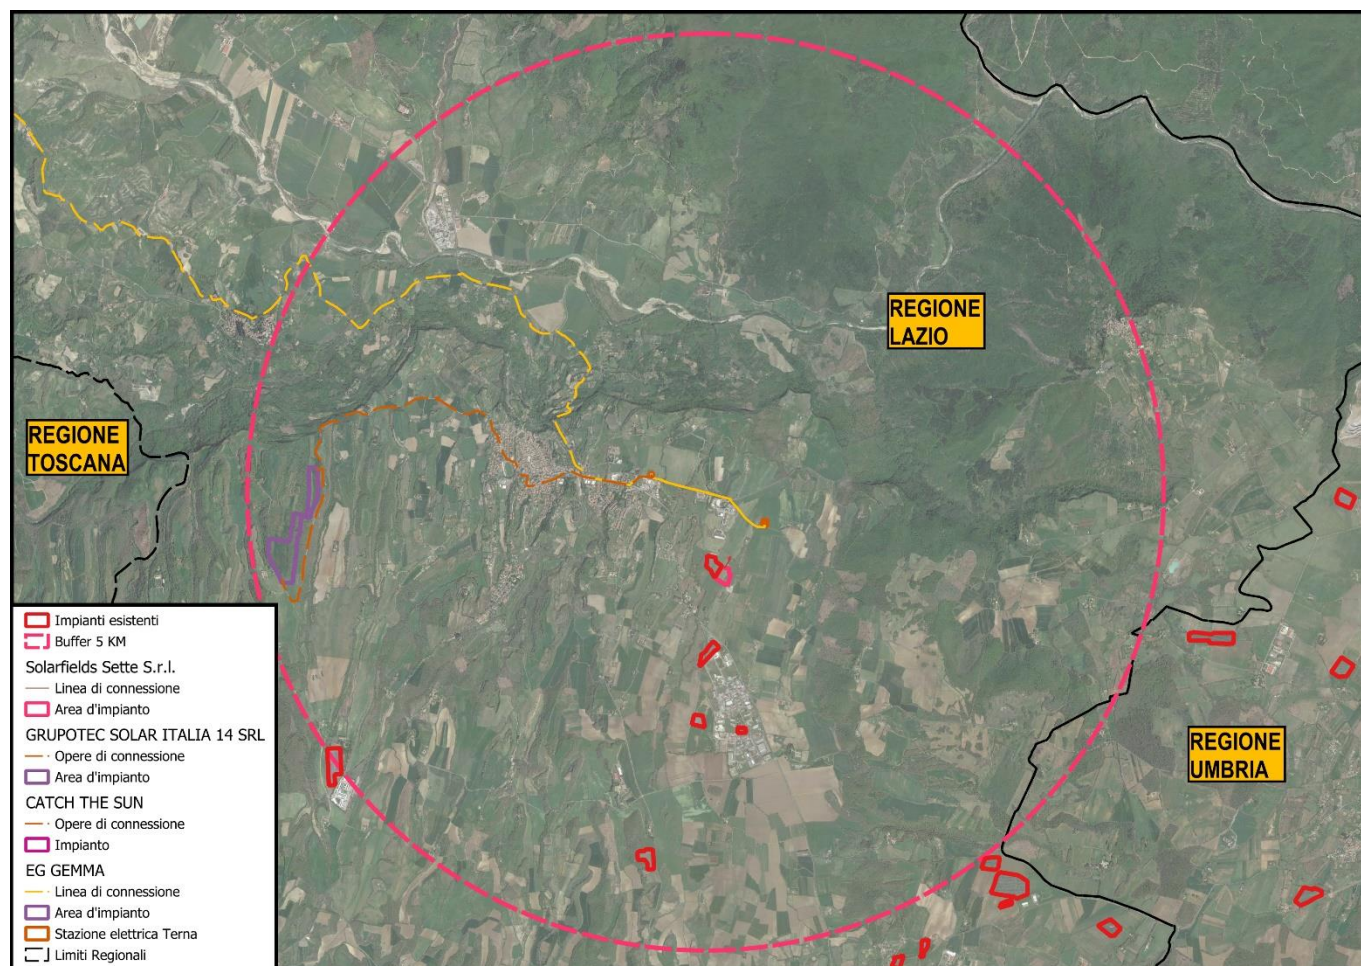 REGIONE
LAZIO
REGIONE
TOSCANA
REGIONE
UMBRIA
Impianti esistenti
Buffer 5 KM
Solarfields Sette S.r.l.
Linea di connessione
Area d'impianto
GRUPOTEC SOLAR ITALIA 14 SRL
Opere di connessione
Area d'impianto
CATCH THE SUN
Opere di connessione
Impianto
EG GEMMA
Linea di connessione
Area d'impianto
Stazione elettrica Terna
Limiti Regionali